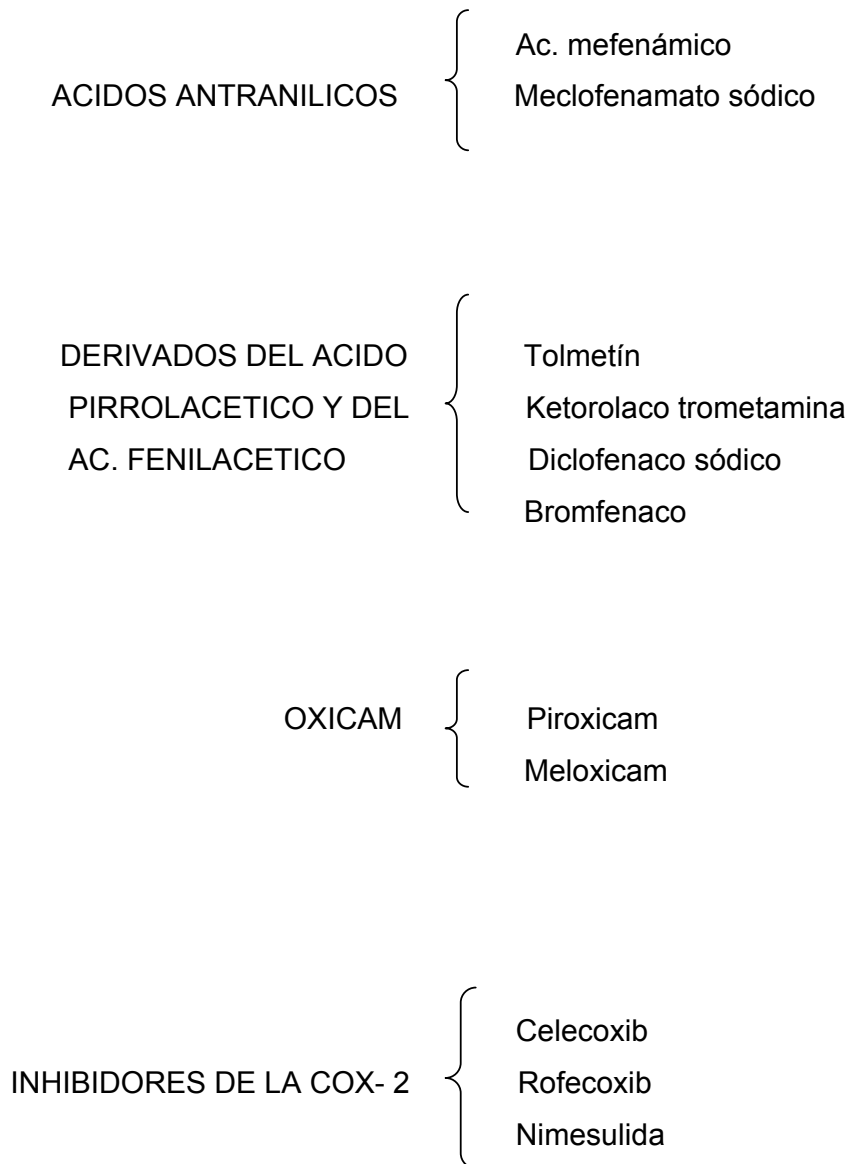 Ac. mefenámico
ACIDOS ANTRANILICOS Meclofenamato sódico
DERIVADOS DEL ACIDO Tolmetín
PIRROLACETICO Y DEL Ketorolaco trometamina
AC. FENILACETICO Diclofenaco sódico
Bromfenaco
OXICAM Piroxicam
Meloxicam
Celecoxib
INHIBIDORES DE LA COX- 2 Rofecoxib
Nimesulida